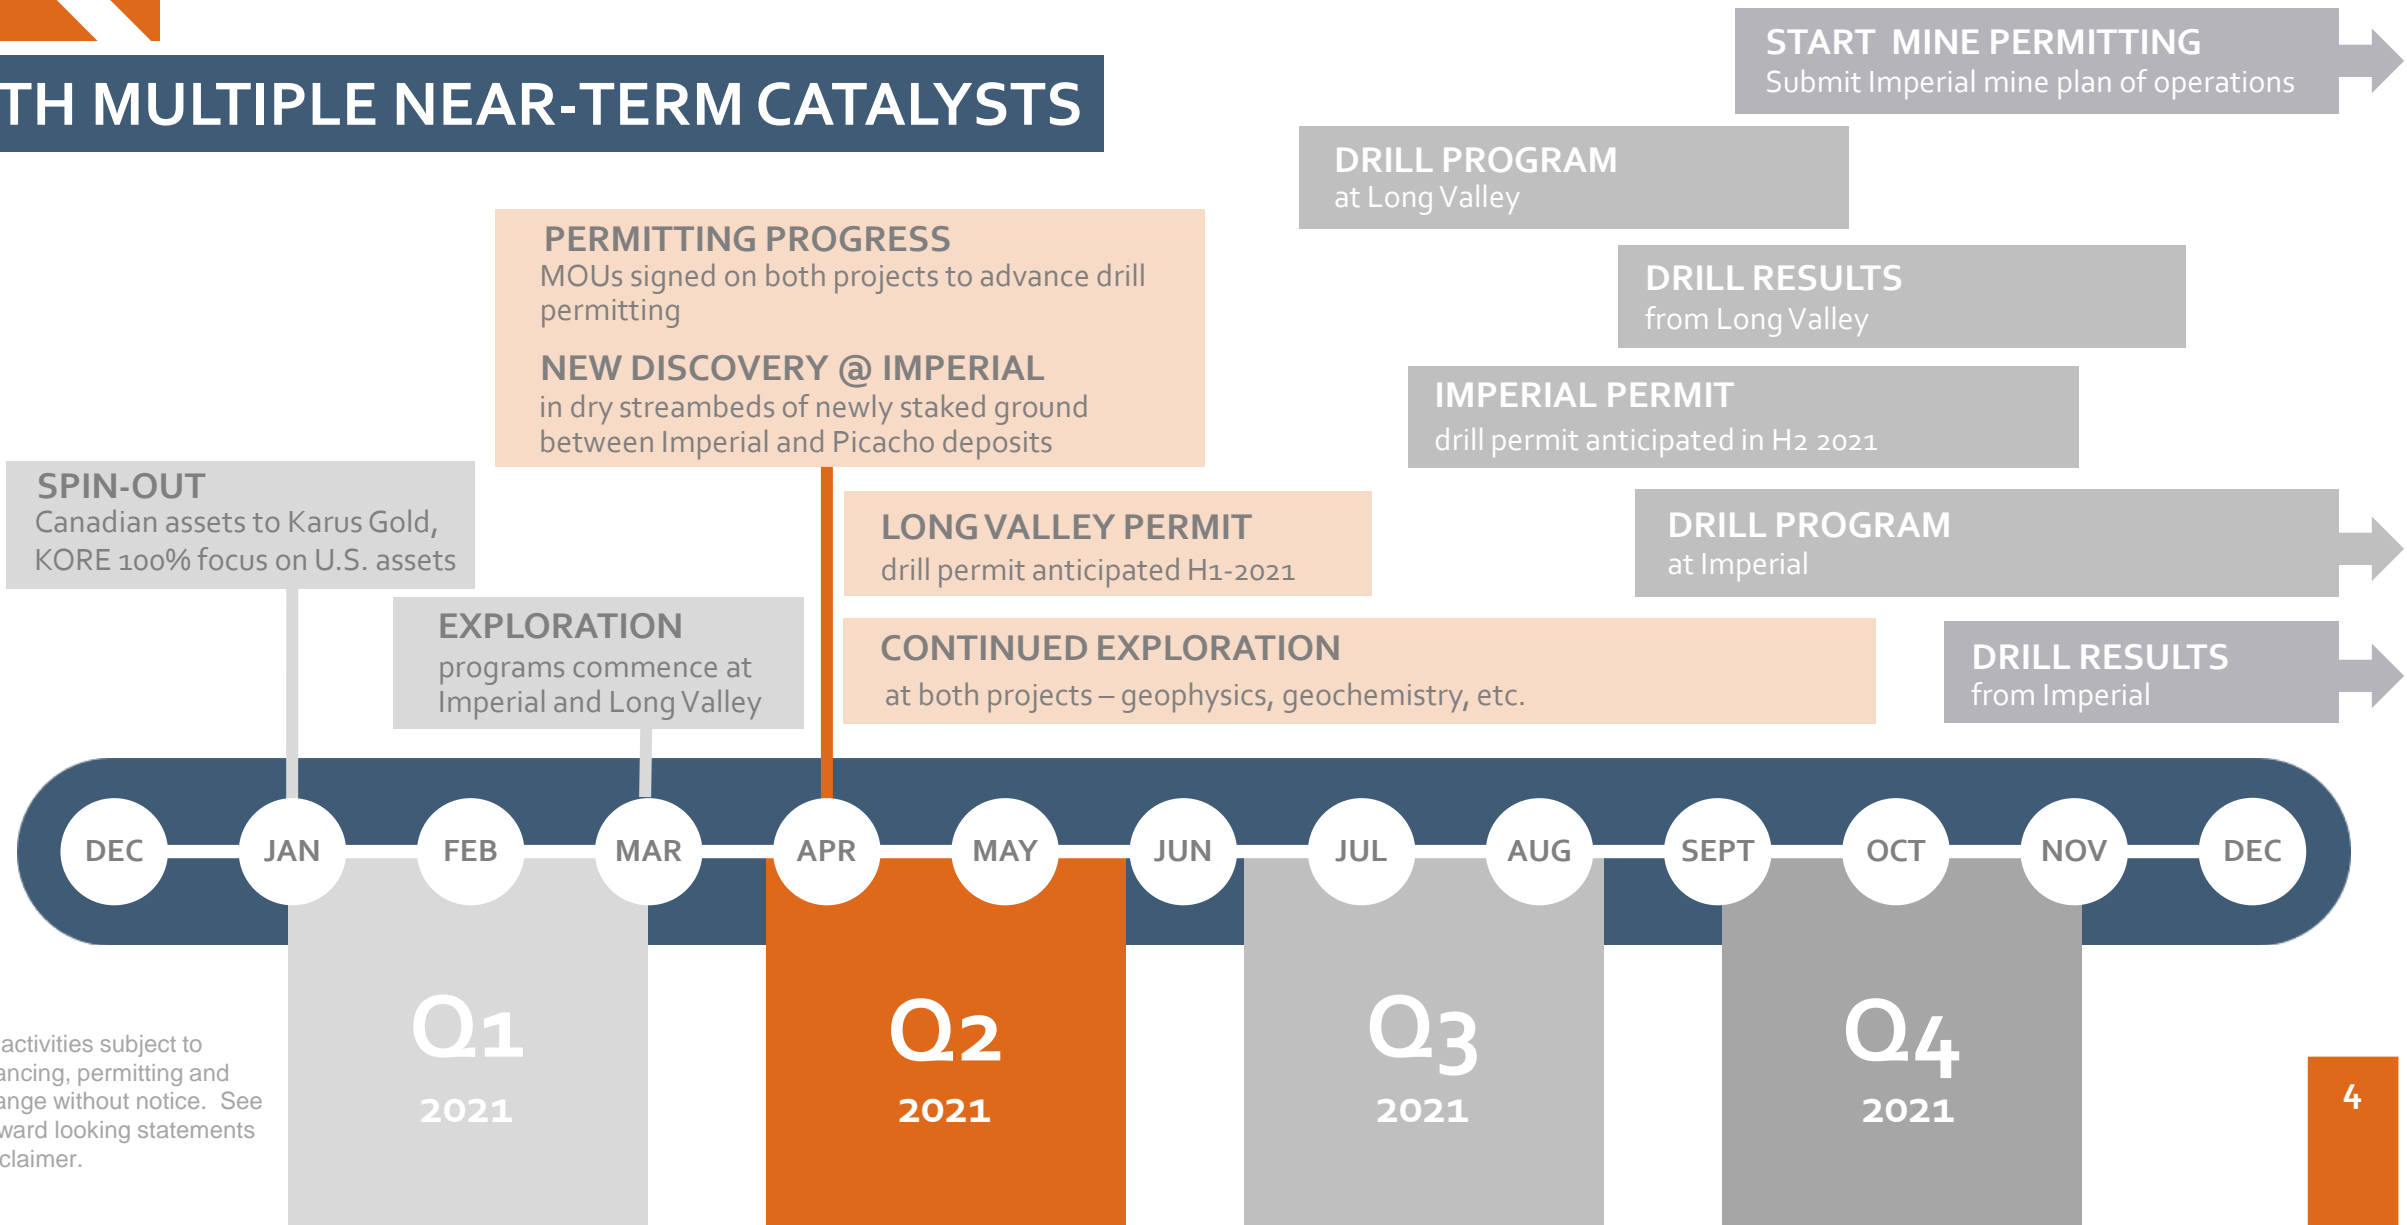 TH MULTIPLE NEAR-TERM CATALYSTS
START MINE PERMITTING
Submit Imperial mine plan of operations
DRILL PROGRAM
at Long Valley
PERMITTING PROGRESS
MOUs signed on both projects to advance drill
permitting
NEW DISCOVERY @ IMPERIAL
in dry streambeds of newly staked ground
between Imperial and Picacho deposits
DRILL RESULTS
from Long Valley
IMPERIAL PERMIT
drill permit anticipated in H2 2021
SPIN-OUT
Canadian assets to Karus Gold,
KORE 100% focus on U.S. assets
LONG VALLEY PERMIT
drill permit anticipated H1-2021
DRILL PROGRAM
at Imperial
EXPLORATION
programs commence at
Imperial and Long Valley
CONTINUED EXPLORATION
at both projects – geophysics, geochemistry, etc.
DRILL RESULTS
from Imperial
DEC JAN FEB MAR APR MAY JUN JUL AUG SEPT OCT NOV DEC
Q1
2021
Q2
2021
Q3
2021
Q4
2021
activities subject to
ancing, permitting and
ange without notice. See
ward looking statements
claimer.
4